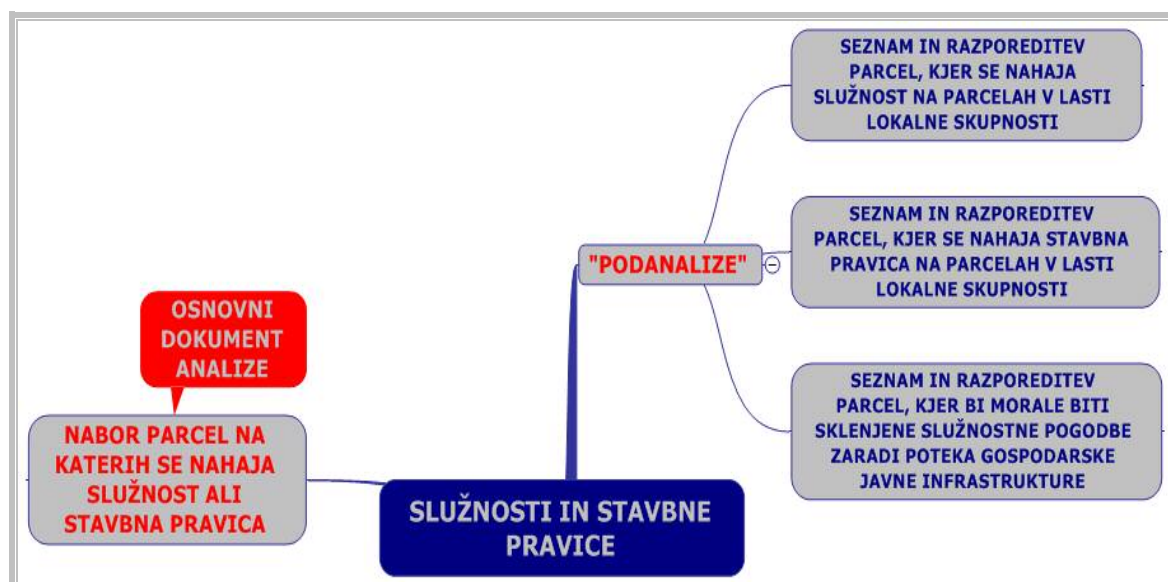 SEZNAM IN RAZPOREDITEV
PARCEL, KJER SE NAHAJA
SLUŽNOST NA PARCELAH V LASTI
LOKALNE SKUPNOSTI
SEZNAM IN RAZPOREDITEV
PARCEL, KJER SE NAHAJA STAVBNA
PRAVICA NA PARCELAH V LASTI
LOKALNE SKUPNOSTI
"PODANALIZE"
OSNOVNI
DOKUMENT
ANALIZE
SEZNAM IN RAZPOREDITEV
PARCEL, KJER BI MORALE BITI
SKLENJENE SLUŽNOSTNE POGODBE
ZARADI POTEKA GOSPODARSKE
JAVNE INFRASTRUKTURE
NABOR PARCEL NA
KATERIH SE NAHAJA
SLUŽNOST ALI
STAVBNA PRAVICA
SLUŽNOSTI IN STAVBNE
PRAVICE